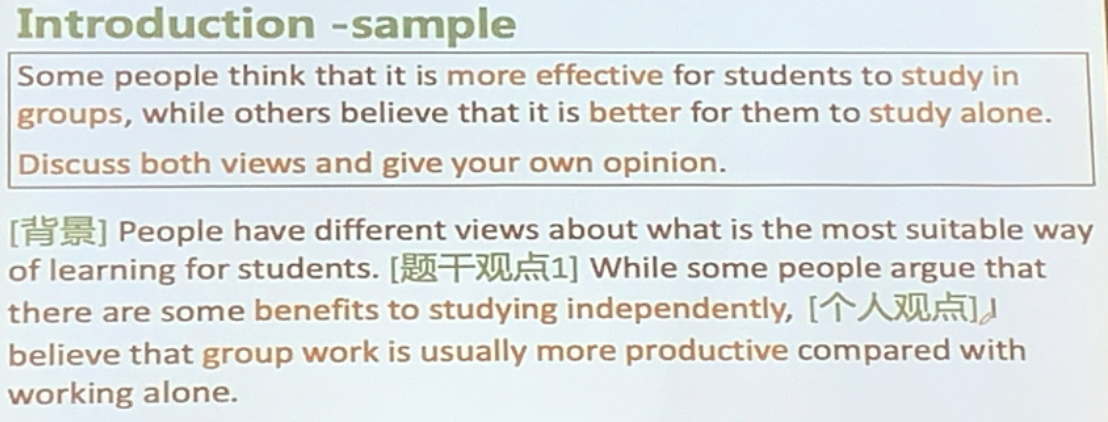 Introduction -sample
Some people think that it is more effective for students to study in
groups, while others believe that it is better for them to study alone.
Discuss both views and give your own opinion.
[背景] People have different views about what is the most suitable way
of learning for students. [题干观点1] While some people argue that
there are some benefits to studying independently, [个人观点] I
believe that group work is usually more productive compared with
working alone.